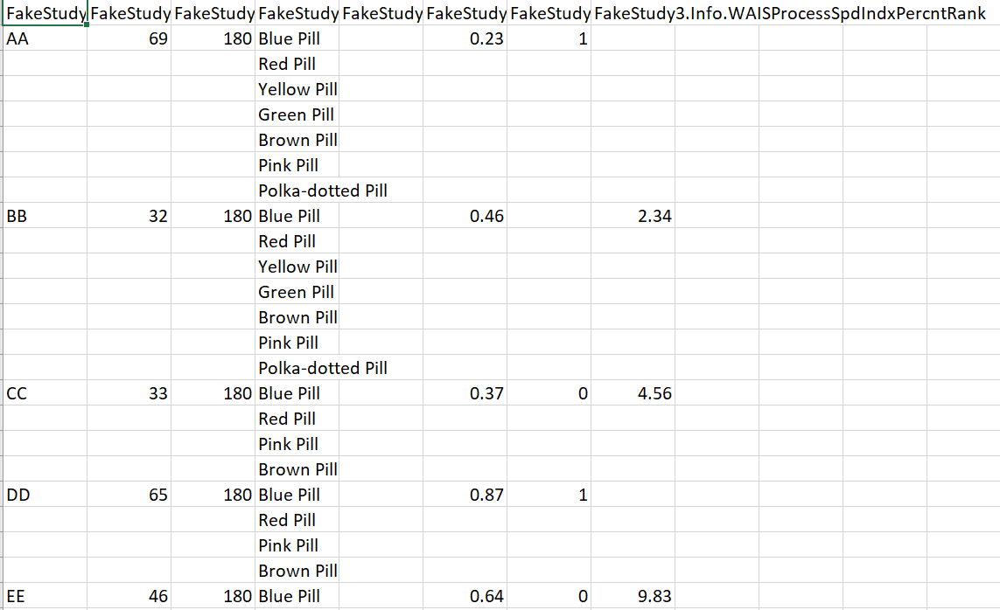 FakeStudy FakeStudy FakeStudy FakeStudy FakeStudy FakeStudy FakeStudy FakeStudy3.Info.WAISProcessSpdIndxPercntRank
AA 69 180 Blue Pill 0.23 1
Red Pill
Yellow Pill
Green Pill
Brown Pill
Pink Pill
Polka-dotted Pill
BB 32 180 Blue Pill 0.46 2.34
Red Pill
Yellow Pill
Green Pill
Brown Pill
Pink Pill
Polka-dotted Pill
CC 33 180 Blue Pill 0.37 0 4.56
Red Pill
Pink Pill
Brown Pill
DD 65 180 Blue Pill 0.87 1
Red Pill
Pink Pill
Brown Pill
EE 46 180 Blue Pill 0.64 0 9.83